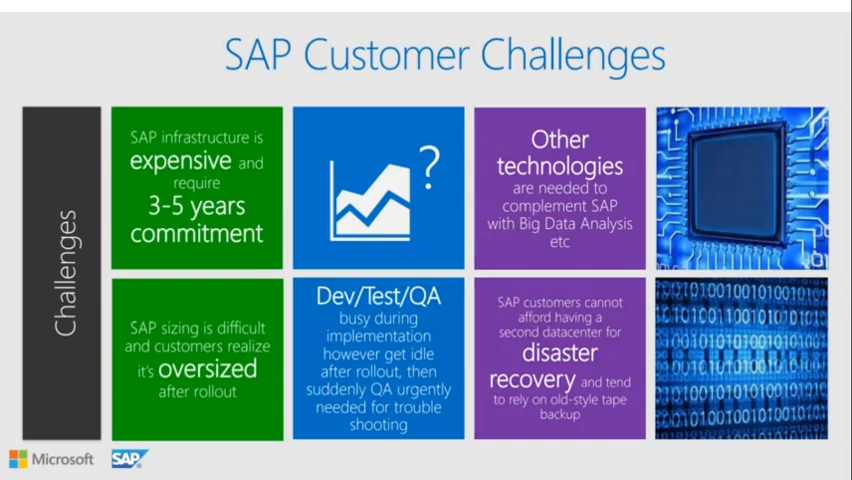 SAP Customer Challenges
Challenges
SAP infrastructure is
expensive and
require
3-5 years
commitment
?
Other
technologies
are needed to
complement SAP
with Big Data Analysis
etc
SAP sizing is difficult
and customers realize
it's oversized
after rollout
Dev/Test/QA
busy during
implementation
however get idle
after rollout, then
suddenly QA urgently
needed for trouble
shooting
SAP customers cannot
afford having a
second datacenter for
disaster
recovery and tend
to rely on old-style tape
backup
Microsoft
SAP